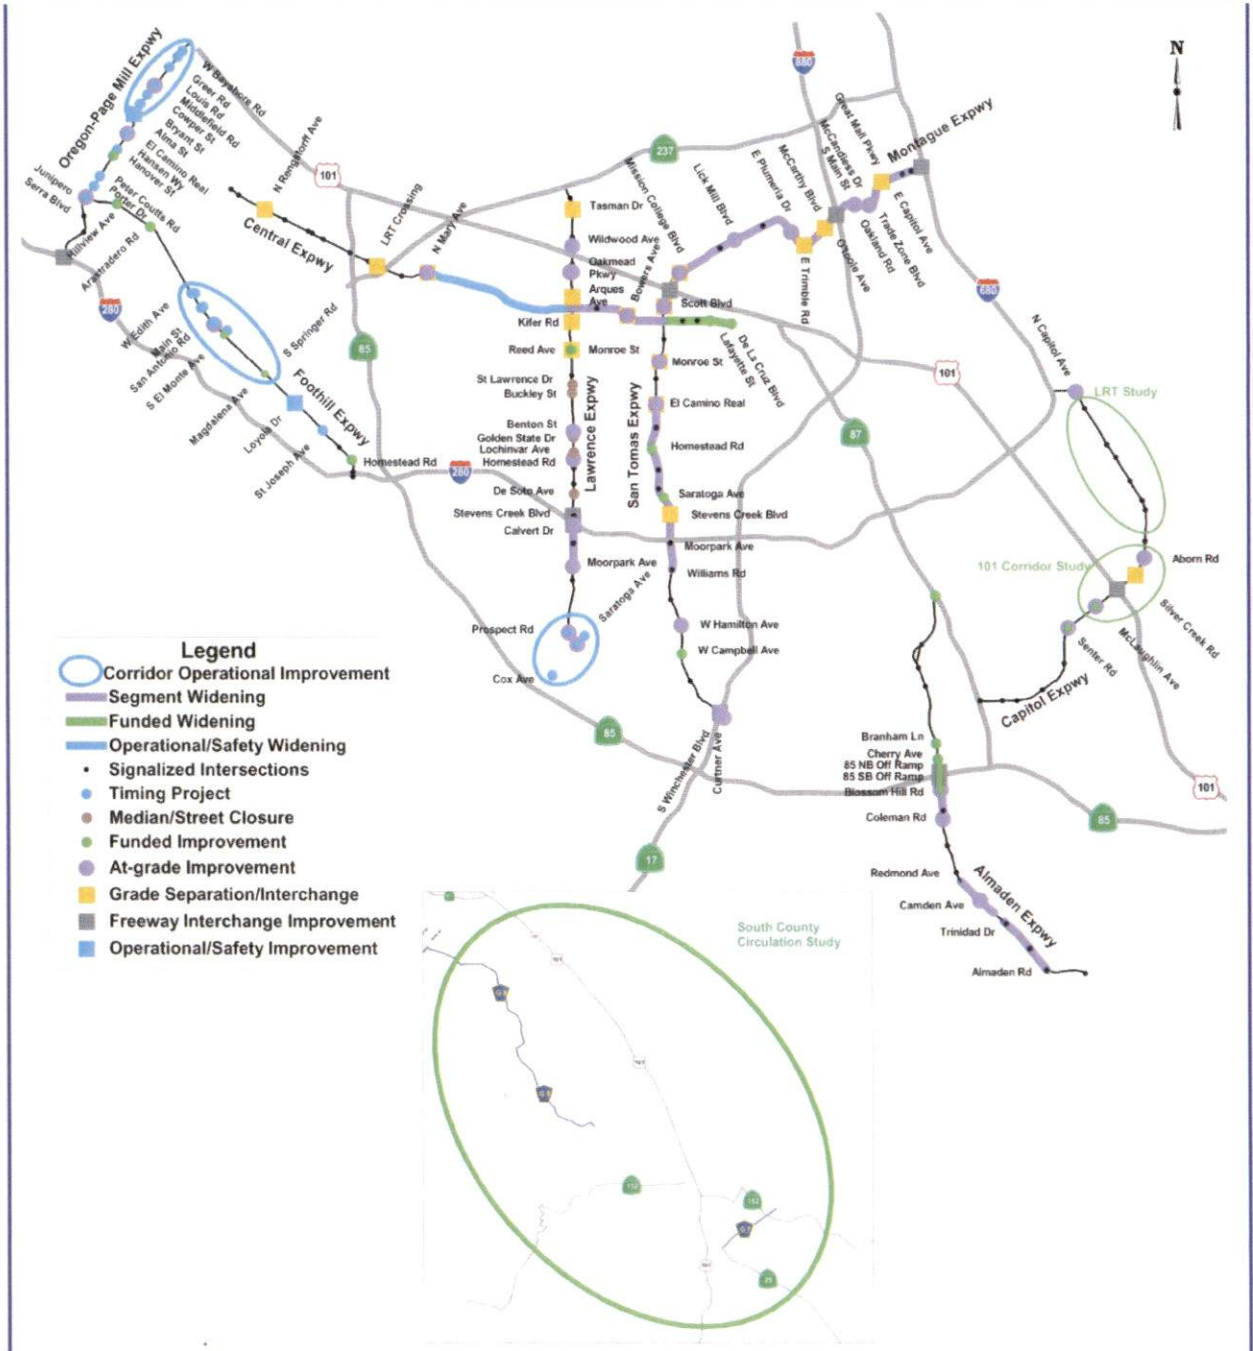 N
Oregon-Page Mill Expwy
W Bayshore Rd
Greer Rd
Louis Rd
Middlefield Rd
Cowper St
Bryant St
Alma St
El Camino Real
Hansen Wy
Hanover St
Peter Coutts Rd
Porter Dr
Junipero
Serra Blvd
Hillview Ave
Arastradero Rd
280
W Edith Ave
Main St
San Antonio Rd
S El Monte Ave
Magdalena Ave
S Springer Rd
Loyola Dr
St Joseph Ave
Foothill Expwy
Homestead Rd
85
280
Central Expwy
N Rengstorff Ave
101
LRT Crossing
N Mary Ave
237
880
Tasman Dr
Wildwood Ave
Oakmead
Pkwy
Arques
Ave
Kifer Rd
Reed Ave
Monroe St
St Lawrence Dr
Buckley St
Benton St
Golden State Dr
Lochinvar Ave
Homestead Rd
De Soto Ave
Stevens Creek Blvd
Calvert Dr
Moorpark Ave
Prospect Rd
Saratoga Ave
Cox Ave
Lawrence Expwy
Mission College Blvd
Bowers Ave
Scott Blvd
Lafayette St
De La Cruz Blvd
Monroe St
El Camino Real
Homestead Rd
Saratoga Ave
Stevens Creek Blvd
Moorpark Ave
Williams Rd
W Hamilton Ave
W Campbell Ave
S Winchester Blvd
Curtner Ave
San Tomas Expwy
Lick Mill Blvd
E Plumeria Dr
McCarthy Blvd
McCandless Dr
S Main St
Great Mall Pkwy
Montague Expwy
E Capitol Ave
Trade Zone Blvd
Oakland Rd
O'toole Ave
E Trimble Rd
680
101
87
N Capitol Ave
LRT Study
101 Corridor Study
Aborn Rd
Silver Creek Rd
McLaughlin Ave
Senter Rd
Capitol Expwy
Branham Ln
Cherry Ave
85 NB Off Ramp
85 SB Off Ramp
Blossom Hill Rd
Coleman Rd
Redmond Ave
Camden Ave
Trinidad Dr
Almaden Rd
Almaden Expwy
101
85
85
17
Legend
Corridor Operational Improvement
Segment Widening
Funded Widening
Operational/Safety Widening
Signalized Intersections
Timing Project
Median/Street Closure
Funded Improvement
At-grade Improvement
Grade Separation/Interchange
Freeway Interchange Improvement
Operational/Safety Improvement
South County
Circulation Study
101
G 8
101
G 8
152
152
101
25